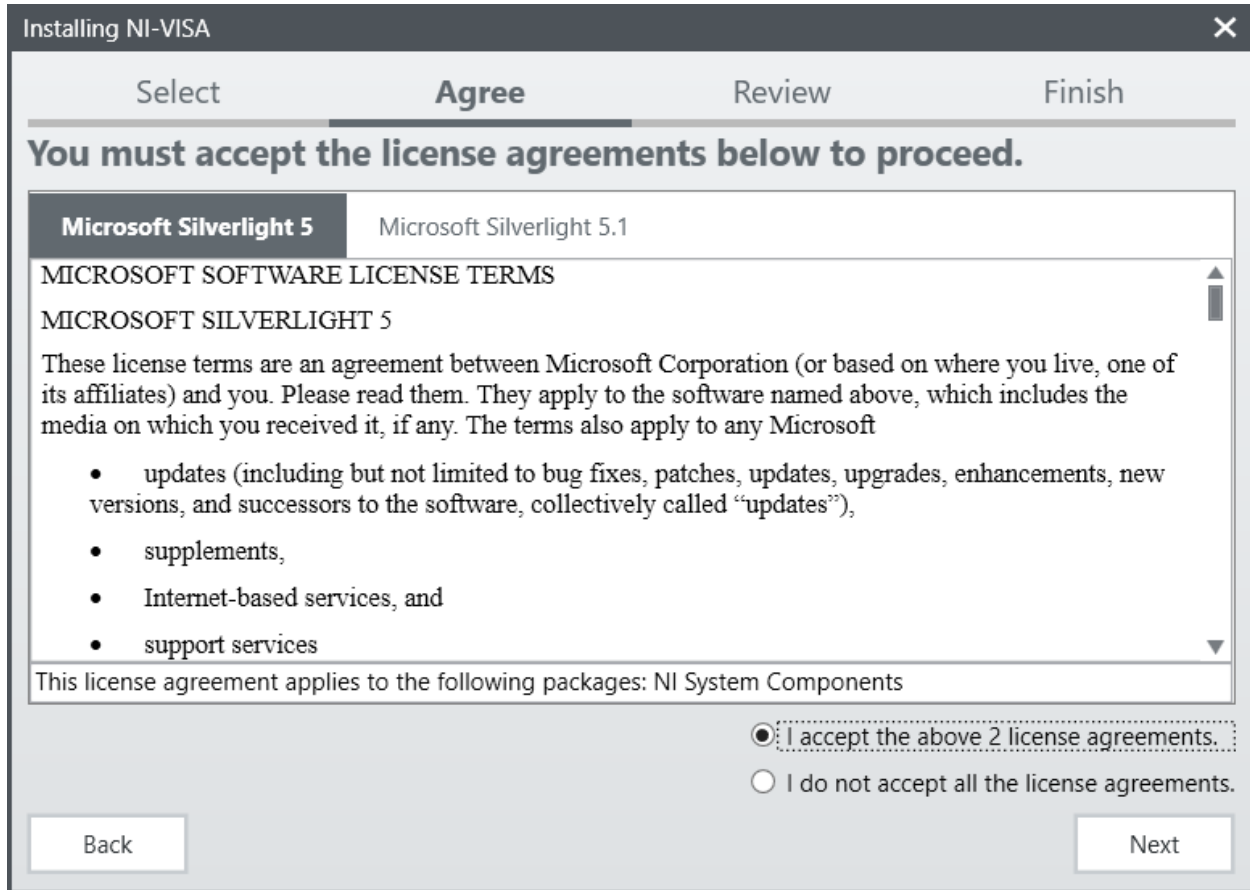 Installing NI-VISA
Select Agree Review Finish
You must accept the license agreements below to proceed.
Microsoft Silverlight 5 Microsoft Silverlight 5.1
MICROSOFT SOFTWARE LICENSE TERMS
MICROSOFT SILVERLIGHT 5
These license terms are an agreement between Microsoft Corporation (or based on where you live, one of
its affiliates) and you. Please read them. They apply to the software named above, which includes the
media on which you received it, if any. The terms also apply to any Microsoft
• updates (including but not limited to bug fixes, patches, updates, upgrades, enhancements, new
versions, and successors to the software, collectively called “updates”),
• supplements,
• Internet-based services, and
• support services
This license agreement applies to the following packages: NI System Components
I accept the above 2 license agreements.
I do not accept all the license agreements.
Back Next